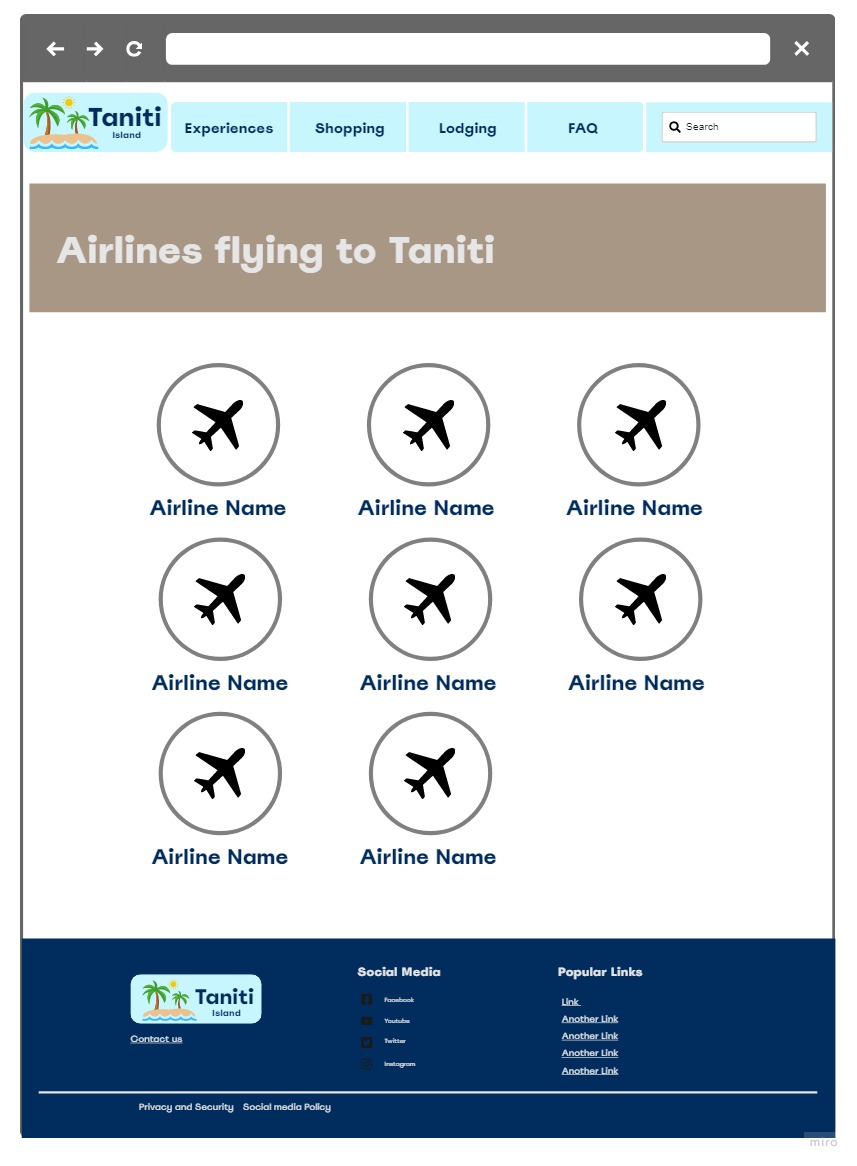 Taniti
Island
Experiences
Shopping
Lodging
FAQ
Search
Airlines flying to Taniti
Airline Name
Airline Name
Airline Name
Airline Name
Airline Name
Airline Name
Airline Name
Airline Name
Taniti
Island
Contact us
Social Media
Facebook
Youtube
Twitter
Instagram
Popular Links
Link
Another Link
Another Link
Another Link
Another Link
Privacy and Security
Social media Policy
miro